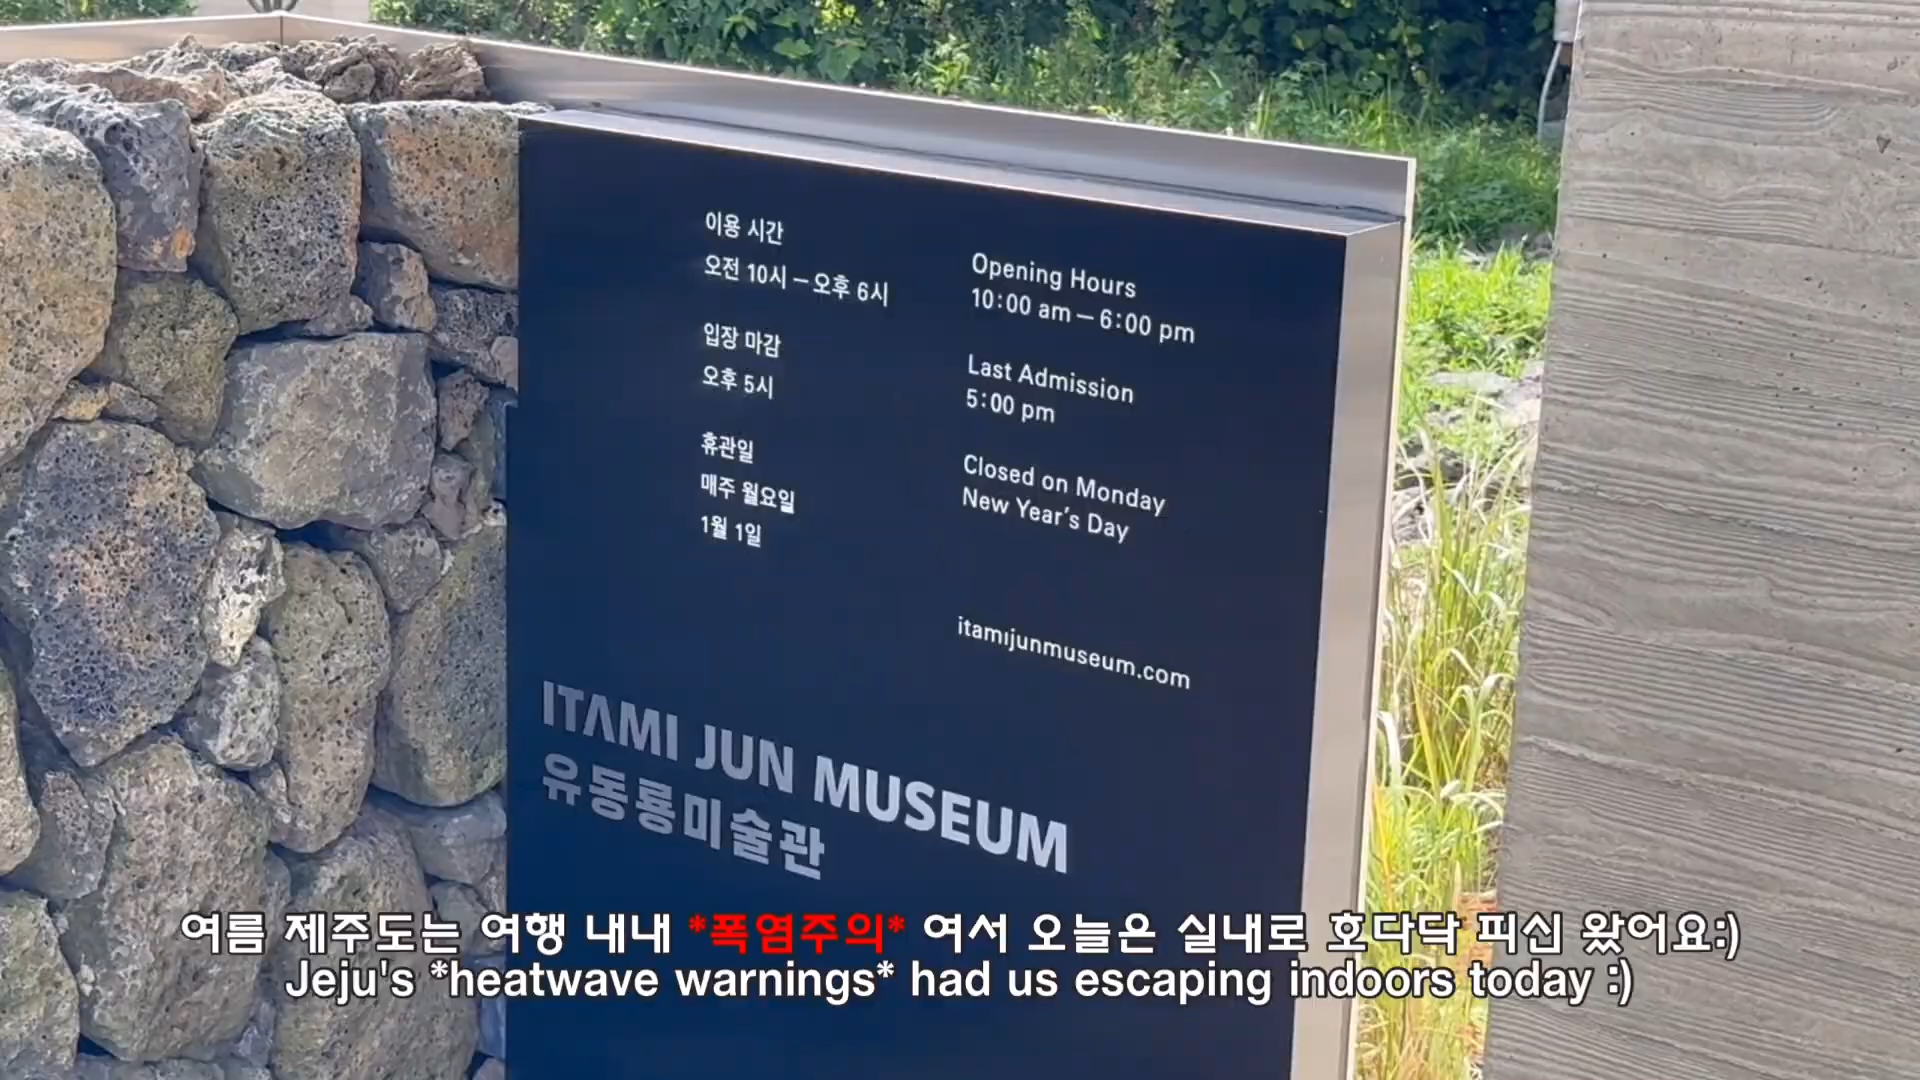 이용 시간
오전 10시 – 오후 6시
입장 마감
오후 5시
휴관일
매주 월요일
1월 1일
Opening Hours
10:00 am – 6:00 pm
Last Admission
5:00 pm
Closed on Monday
New Year's Day
itamijunmuseum.com
ITAMI JUN MUSEUM
유동룡미술관
여름 제주도는 여행 내내 *폭염주의* 여서 오늘은 실내로 호다닥 피신 왔어요:)
Jeju's *heatwave warnings* had us escaping indoors today :)